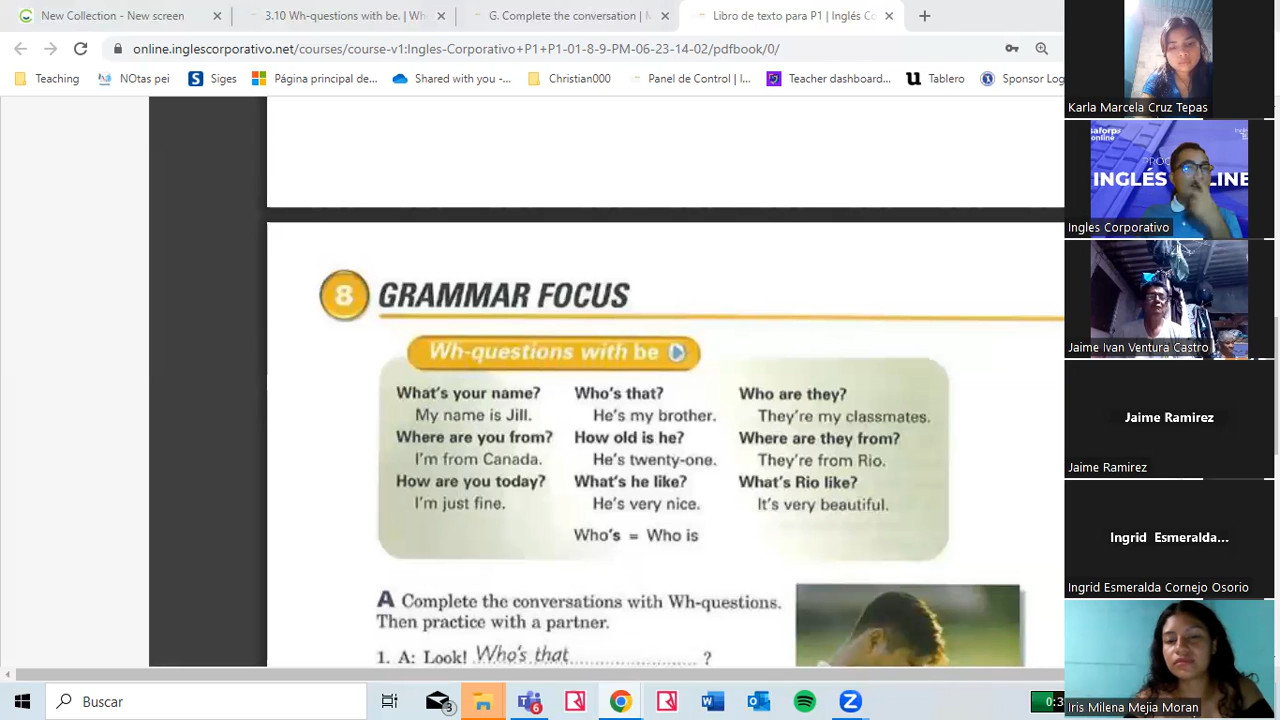 New Collection - New screen
3.10 Wh-questions with be. | Wh
G. Complete the conversation | M
Libro de texto para P1 | Inglés Co
online.inglescorporativo.net/courses/course-v1:Ingles-Corporativo+P1+P1-01-8-9-PM-06-23-14-02/pdfbook/0/
Teaching
NOtas pei
Siges
Página principal de...
Shared with you -...
Christian000
Panel de Control | I...
Teacher dashboard...
Tablero
Sponsor Log
8 GRAMMAR FOCUS
Wh-questions with be
What's your name?
My name is Jill.
Where are you from?
I'm from Canada.
How are you today?
I'm just fine.
Who's that?
He's my brother.
How old is he?
He's twenty-one.
What's he like?
He's very nice.
Who's = Who is
Who are they?
They're my classmates.
Where are they from?
They're from Rio.
What's Rio like?
It's very beautiful.
A Complete the conversations with Wh-questions.
Then practice with a partner.
1. A: Look! Who's that ?
Karla Marcela Cruz Tepas
INGLÉS
Ingles Corporativo
Jaime Ivan Ventura Castro
Jaime Ramirez
Jaime Ramirez
Ingrid Esmeralda...
Ingrid Esmeralda Cornejo Osorio
Iris Milena Mejia Moran
Buscar
3
6